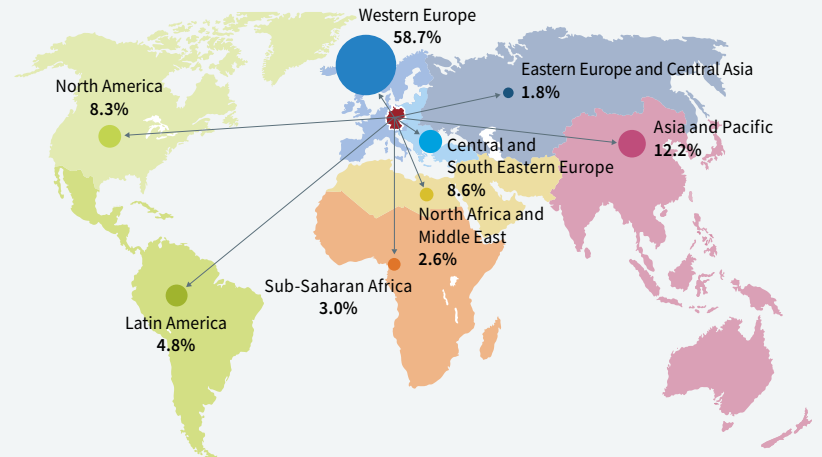 Western Europe
58.7%
Eastern Europe and Central Asia
1.8%
North America
8.3%
Asia and Pacific
12.2%
Central and
South Eastern Europe
8.6%
North Africa and
Middle East
2.6%
Sub-Saharan Africa
3.0%
Latin America
4.8%